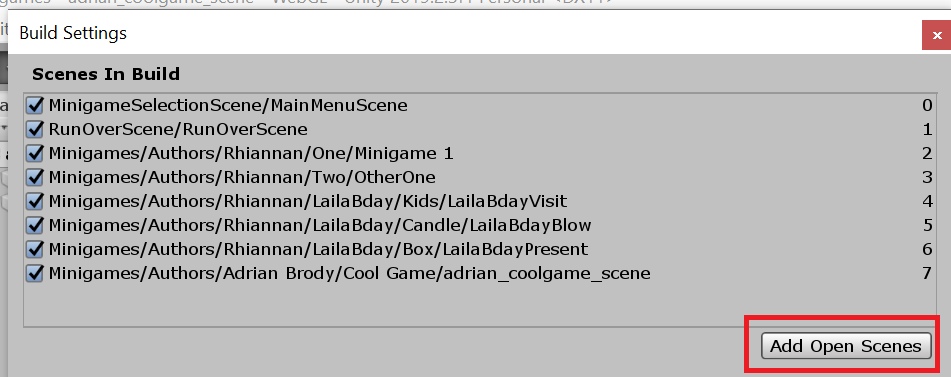 Build Settings
x
Scenes In Build
MinigameSelectionScene/MainMenuScene 0
RunOverScene/RunOverScene 1
Minigames/Authors/Rhiannan/One/Minigame 1 2
Minigames/Authors/Rhiannan/Two/OtherOne 3
Minigames/Authors/Rhiannan/LailaBday/Kids/LailaBdayVisit 4
Minigames/Authors/Rhiannan/LailaBday/Candle/LailaBdayBlow 5
Minigames/Authors/Rhiannan/LailaBday/Box/LailaBdayPresent 6
Minigames/Authors/Adrian Brody/Cool Game/adrian_coolgame_scene 7
Add Open Scenes